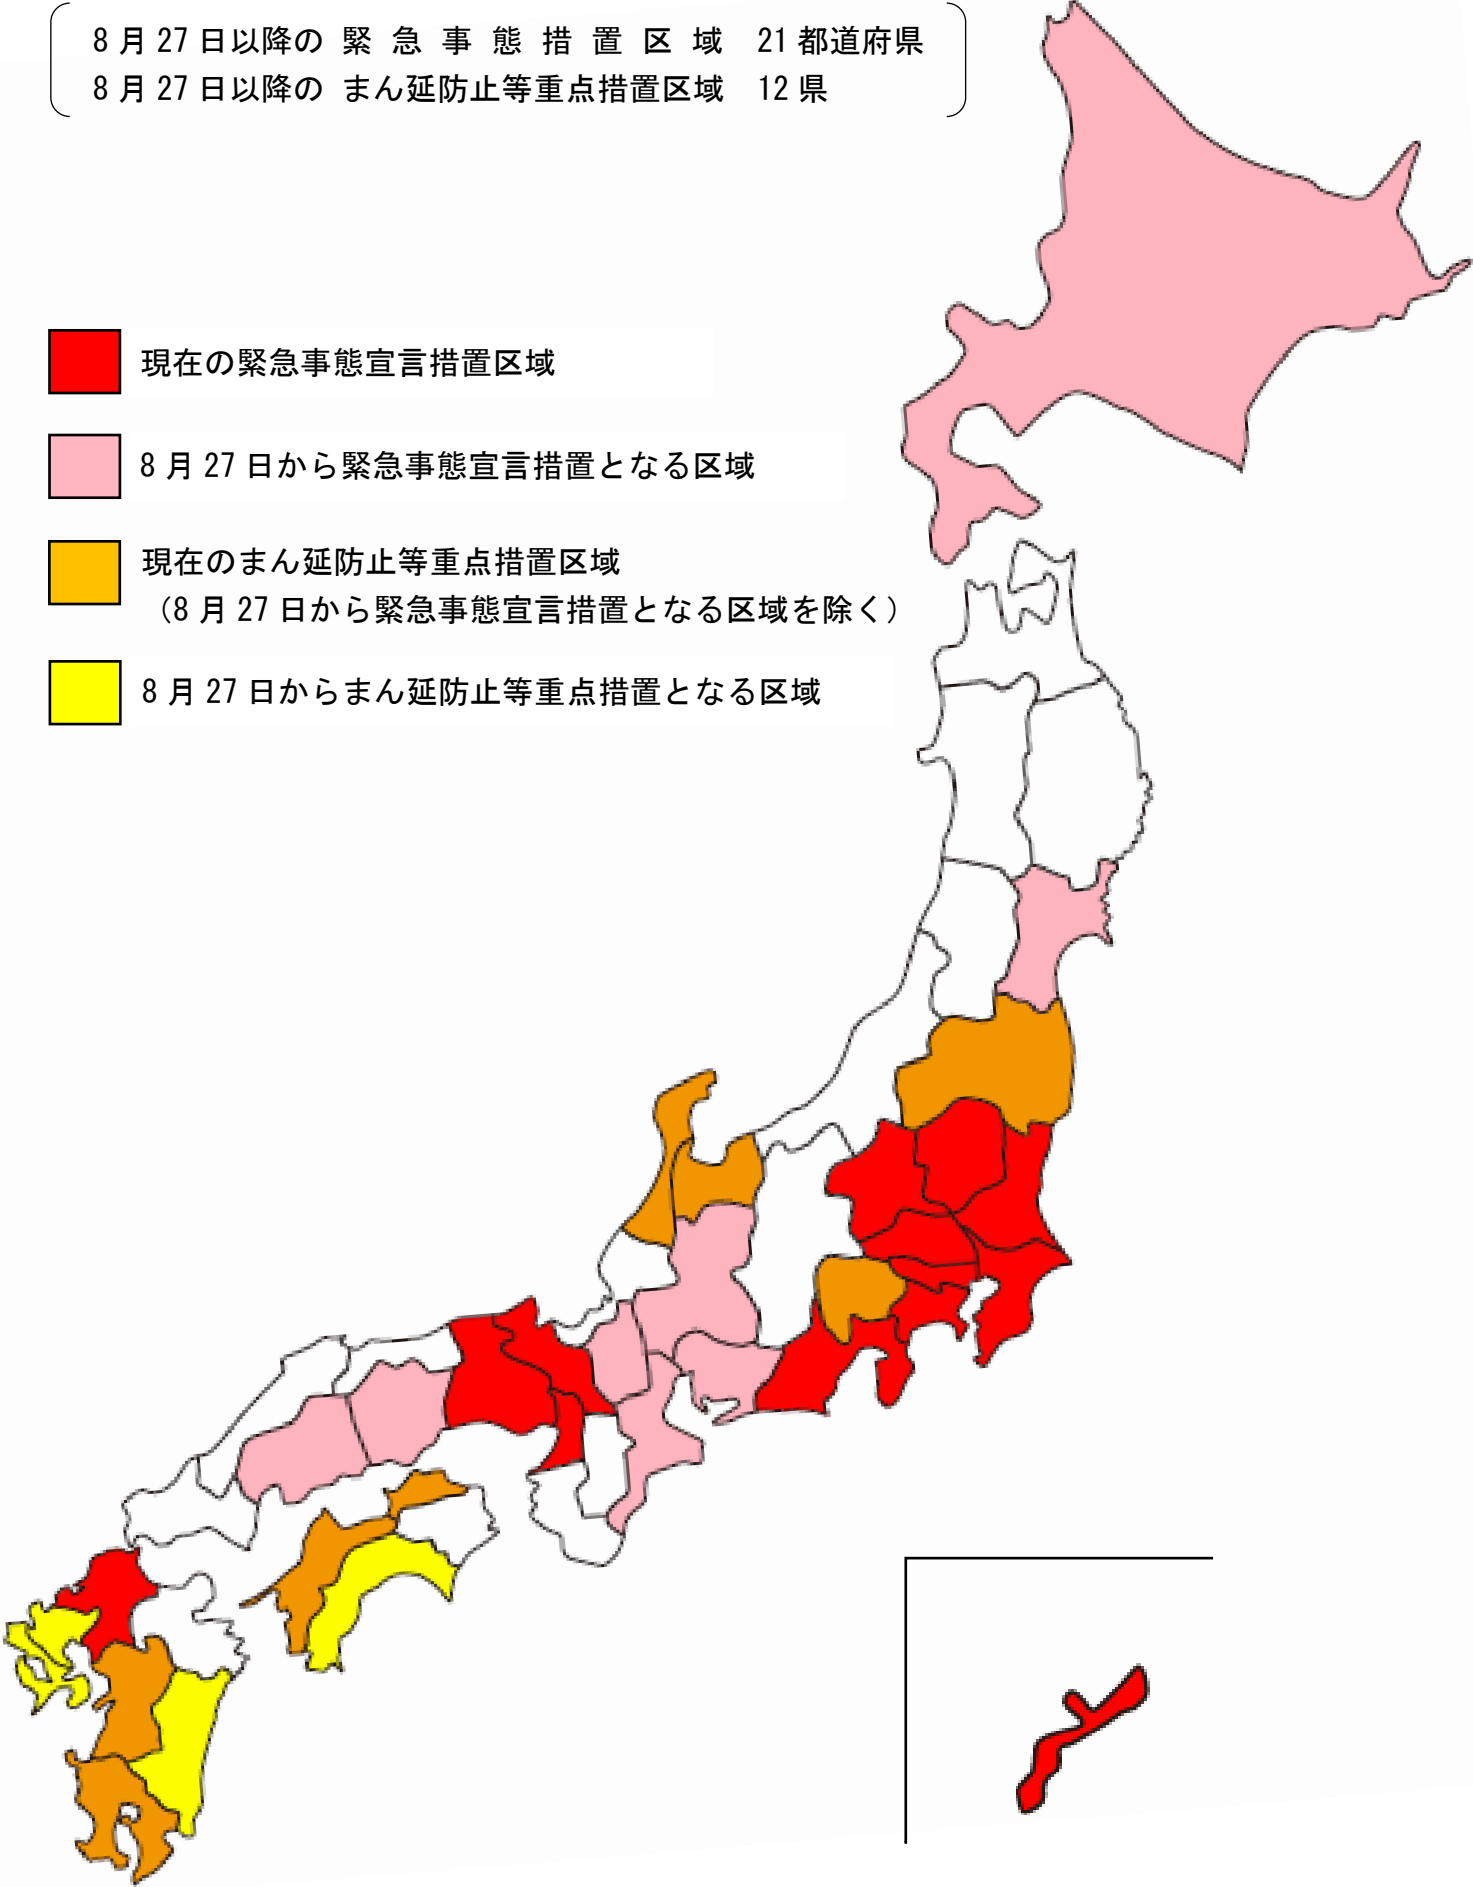 8月27日以降の 緊急事態措置区域 21都道府県
8月27日以降の まん延防止等重点措置区域 12県
現在の緊急事態宣言措置区域
8月27日から緊急事態宣言措置となる区域
現在のまん延防止等重点措置区域
（8月27日から緊急事態宣言措置となる区域を除く）
8月27日からまん延防止等重点措置となる区域